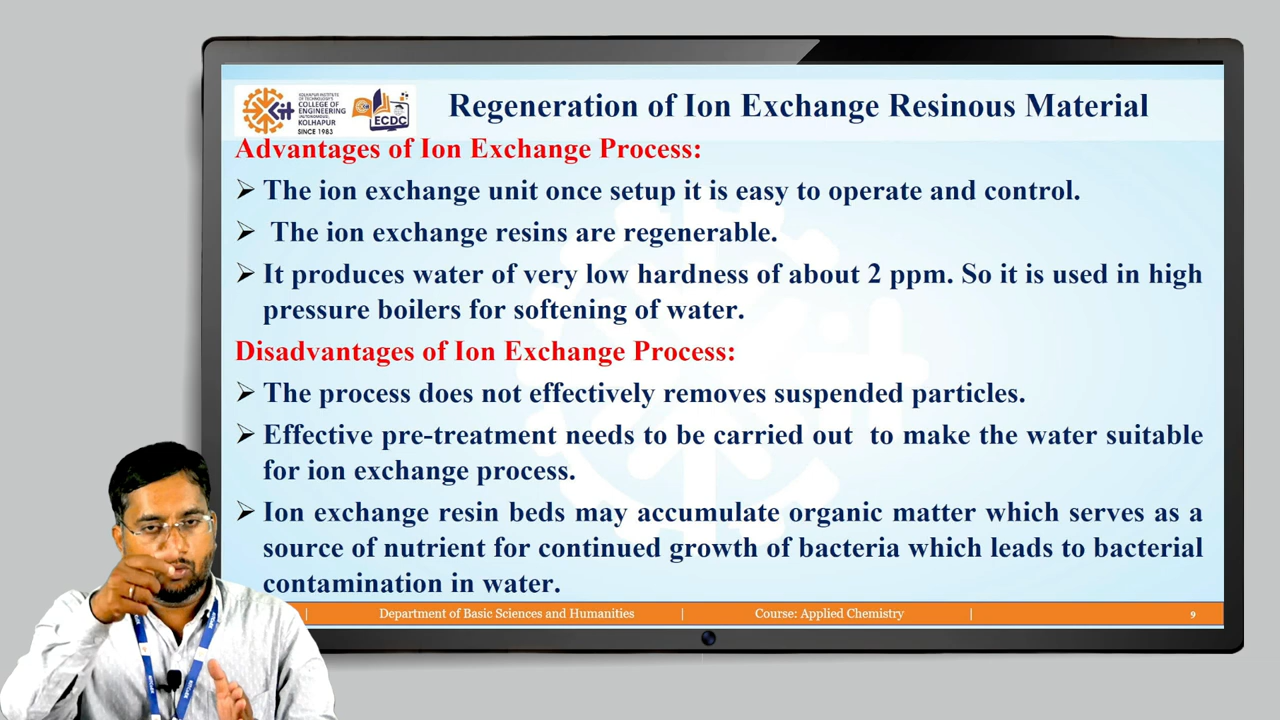 KOLHAPUR INSTITUTE
OF TECHNOLOGY'S
COLLEGE OF
ENGINEERING
(AUTONOMOUS)
KOLHAPUR
SINCE 1983
ECDC
Regeneration of Ion Exchange Resinous Material
Advantages of Ion Exchange Process:
➢ The ion exchange unit once setup it is easy to operate and control.
➢ The ion exchange resins are regenerable.
➢ It produces water of very low hardness of about 2 ppm. So it is used in high
pressure boilers for softening of water.
Disadvantages of Ion Exchange Process:
➢ The process does not effectively removes suspended particles.
➢ Effective pre-treatment needs to be carried out to make the water suitable
for ion exchange process.
➢ Ion exchange resin beds may accumulate organic matter which serves as a
source of nutrient for continued growth of bacteria which leads to bacterial
contamination in water.
| Department of Basic Sciences and Humanities | Course: Applied Chemistry | 9